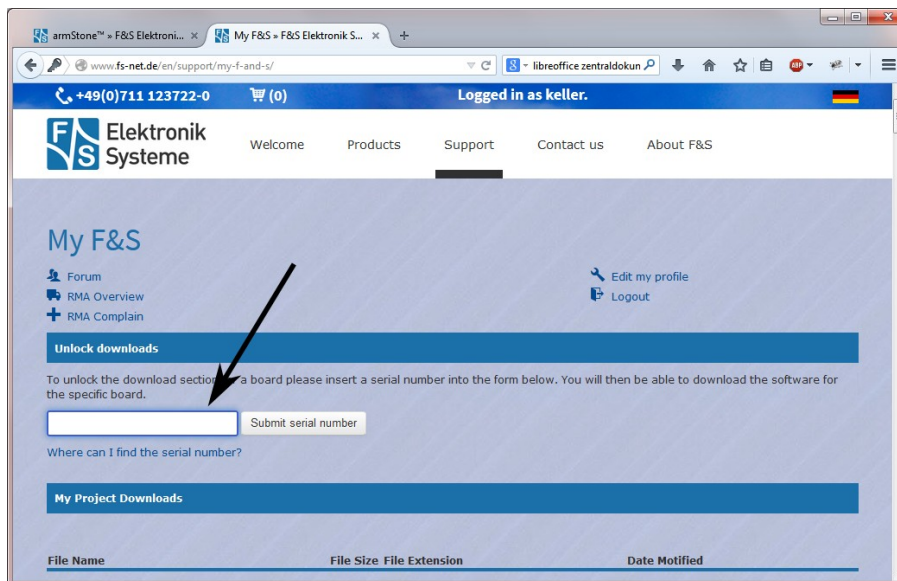 armStone™ » F&S Elektroni... ×
My F&S » F&S Elektronik S... ×
www.fs-net.de/en/support/my-f-and-s/
libreoffice zentraldokun
ABP
+49(0)711 123722-0
(0)
Logged in as keller.
F&S Elektronik
Systeme
Welcome
Products
Support
Contact us
About F&S
My F&S
Forum
RMA Overview
RMA Complain
Edit my profile
Logout
Unlock downloads
To unlock the download section a board please insert a serial number into the form below. You will then be able to download the software for
the specific board.
Submit serial number
Where can I find the serial number?
My Project Downloads
File Name File Size File Extension Date Motified